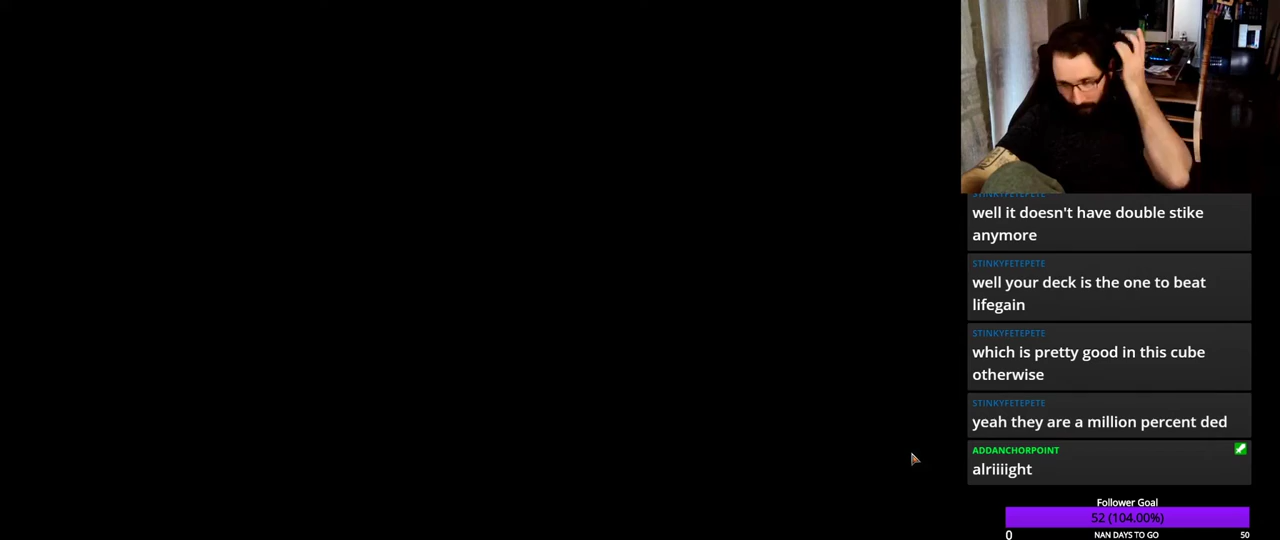 STINKYFETEPETE
well it doesn't have double stike
anymore
STINKYFETEPETE
well your deck is the one to beat
lifegain
STINKYFETEPETE
which is pretty good in this cube
otherwise
STINKYFETEPETE
yeah they are a million percent ded
ADDANCHORPOINT
alriiiight
Follower Goal
52 (104.00%)
0 NAN DAYS TO GO 50